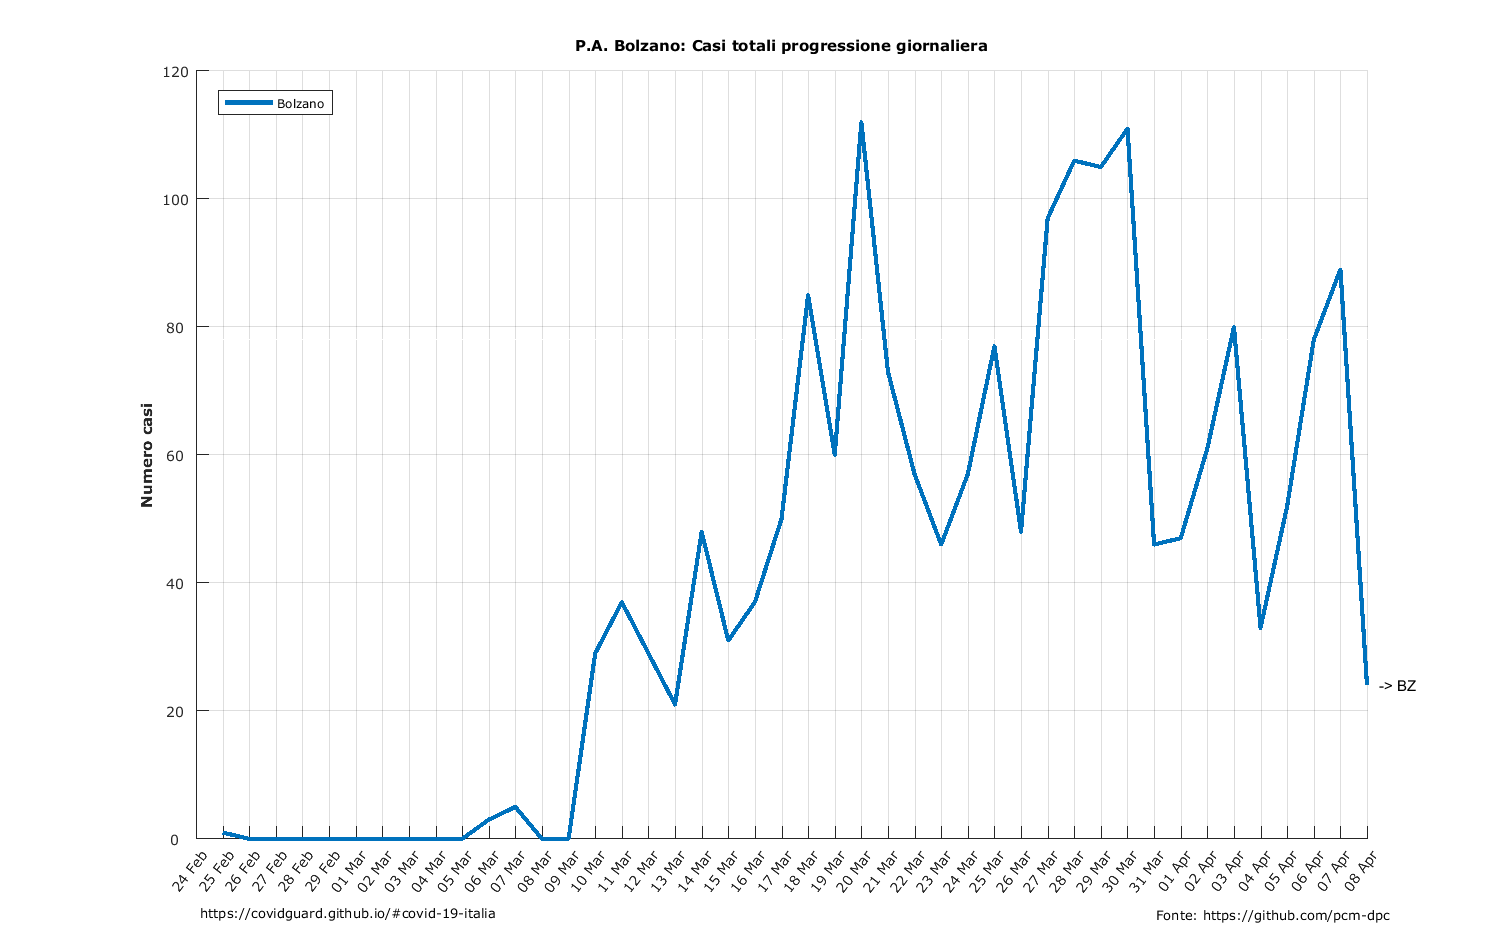 P.A. Bolzano: Casi totali progressione giornaliera
Bolzano
Numero casi
120
100
80
60
40
20
0
24 Feb
25 Feb
26 Feb
27 Feb
28 Feb
29 Feb
01 Mar
02 Mar
03 Mar
04 Mar
05 Mar
06 Mar
07 Mar
08 Mar
09 Mar
10 Mar
11 Mar
12 Mar
13 Mar
14 Mar
15 Mar
16 Mar
17 Mar
18 Mar
19 Mar
20 Mar
21 Mar
22 Mar
23 Mar
24 Mar
25 Mar
26 Mar
27 Mar
28 Mar
29 Mar
30 Mar
31 Mar
01 Apr
02 Apr
03 Apr
04 Apr
05 Apr
06 Apr
07 Apr
08 Apr
-> BZ
https://covidguard.github.io/#covid-19-italia
Fonte: https://github.com/pcm-dpc